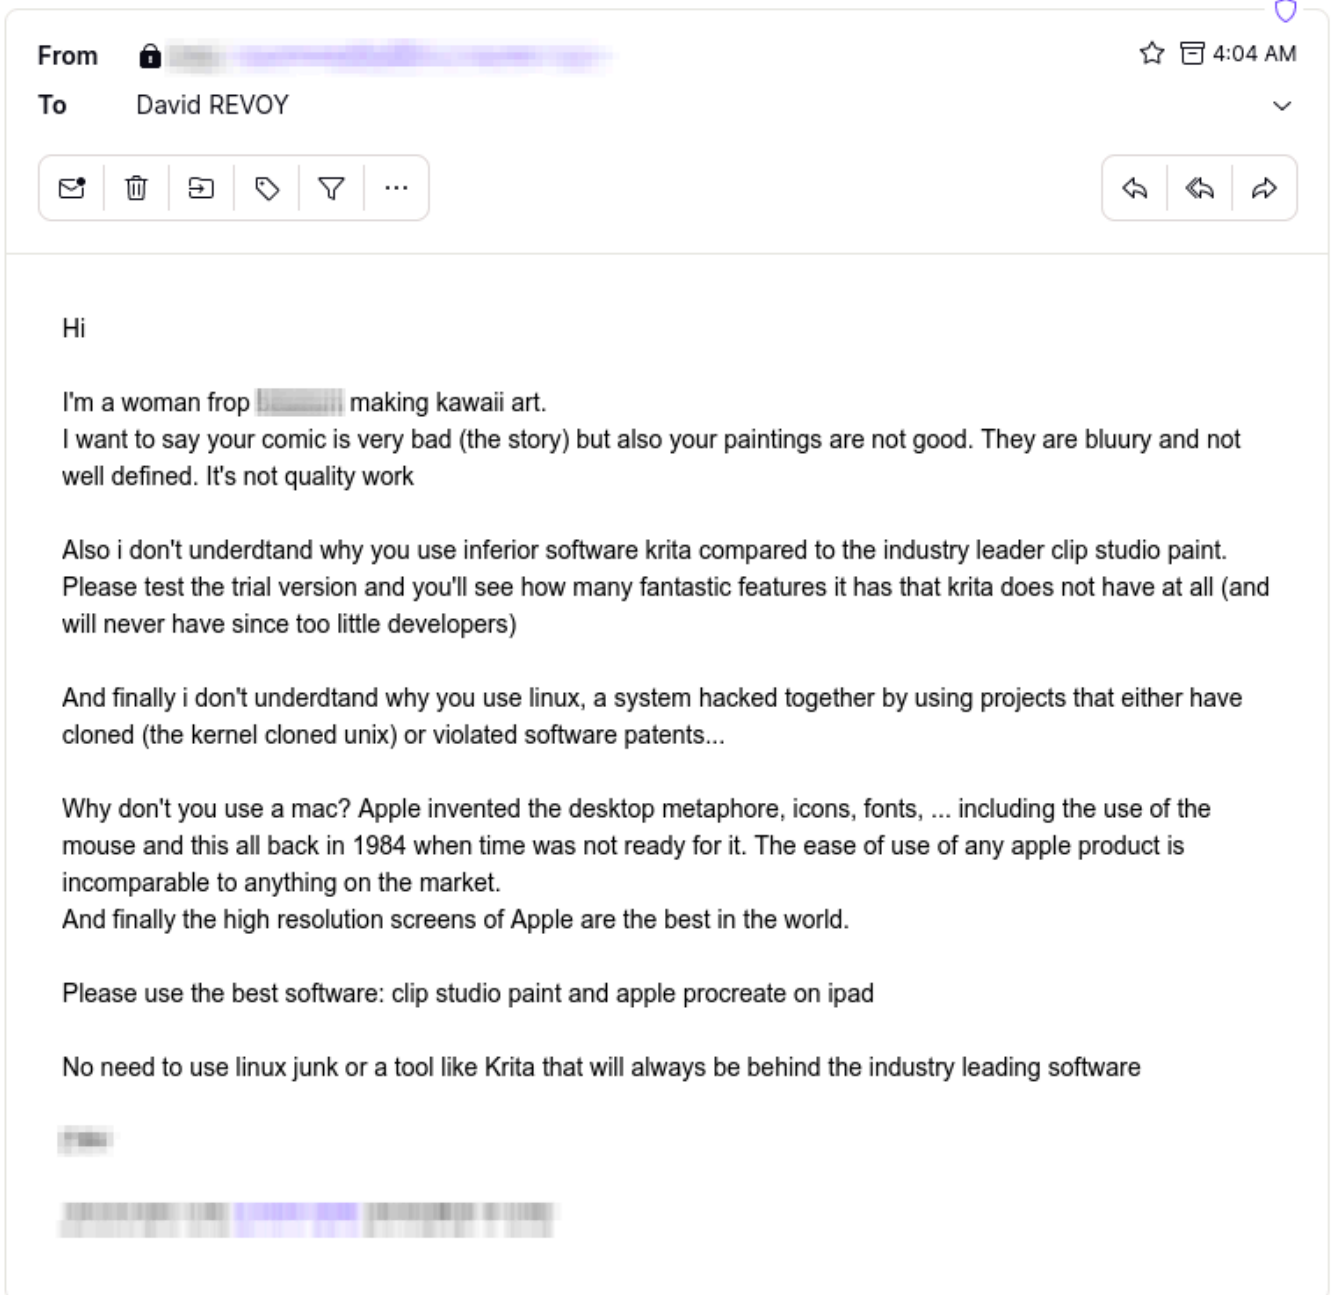 From
4:04 AM
To David REVOY
Hi
I'm a woman frop making kawaii art.
I want to say your comic is very bad (the story) but also your paintings are not good. They are bluury and not
well defined. It's not quality work
Also i don't underdtand why you use inferior software krita compared to the industry leader clip studio paint.
Please test the trial version and you'll see how many fantastic features it has that krita does not have at all (and
will never have since too little developers)
And finally i don't underdtand why you use linux, a system hacked together by using projects that either have
cloned (the kernel cloned unix) or violated software patents...
Why don't you use a mac? Apple invented the desktop metaphore, icons, fonts, ... including the use of the
mouse and this all back in 1984 when time was not ready for it. The ease of use of any apple product is
incomparable to anything on the market.
And finally the high resolution screens of Apple are the best in the world.
Please use the best software: clip studio paint and apple procreate on ipad
No need to use linux junk or a tool like Krita that will always be behind the industry leading software